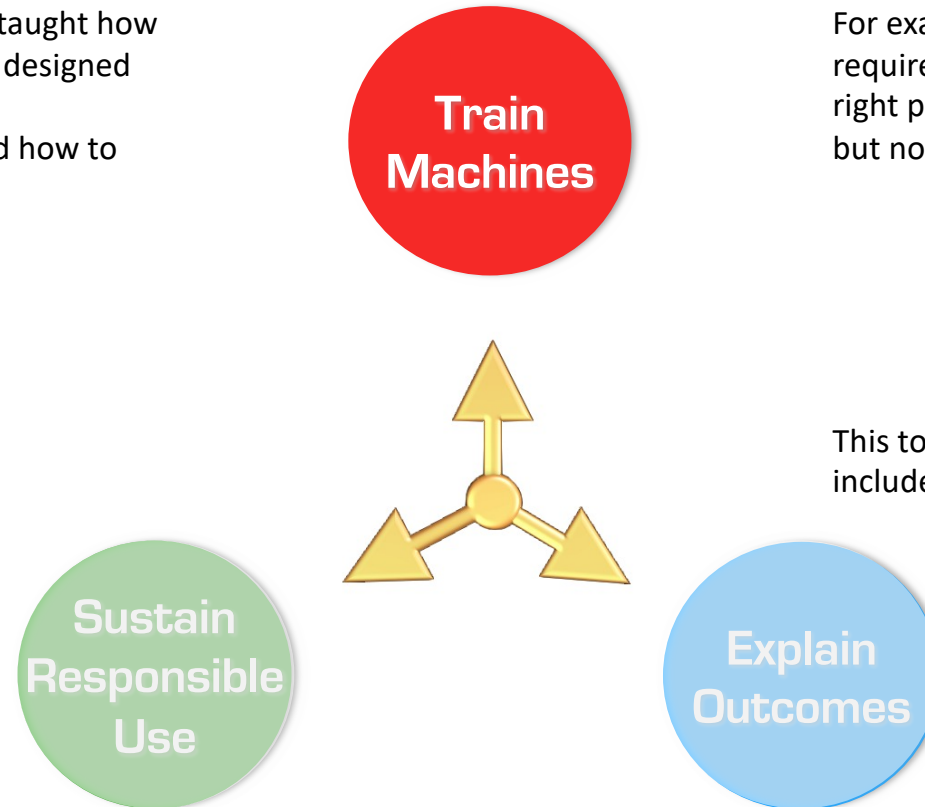 taught how
designed
d how to
Train
Machines
For exa
require
right p
but no
This to
include
Sustain
Responsible
Use
Explain
Outcomes